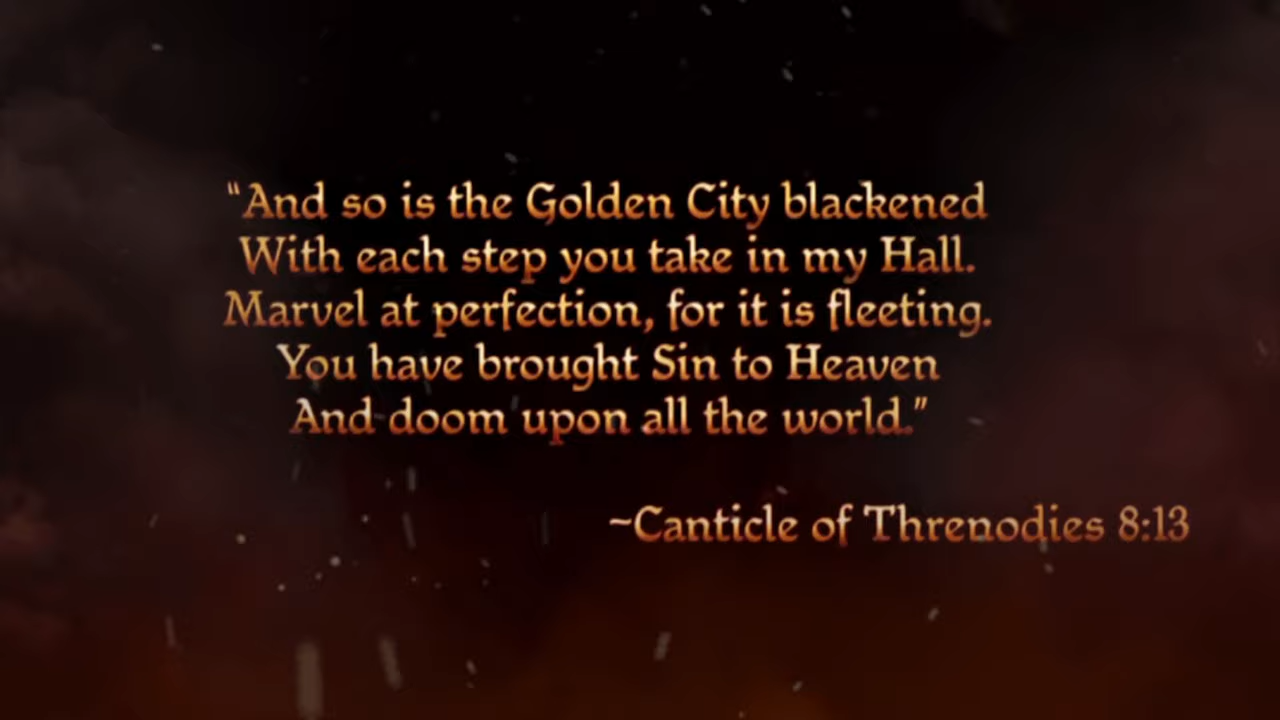 “And so is the Golden City blackened
With each step you take in my Hall.
Marvel at perfection, for it is fleeting.
You have brought Sin to Heaven
And doom upon all the world.”
~Canticle of Threnodies 8:13